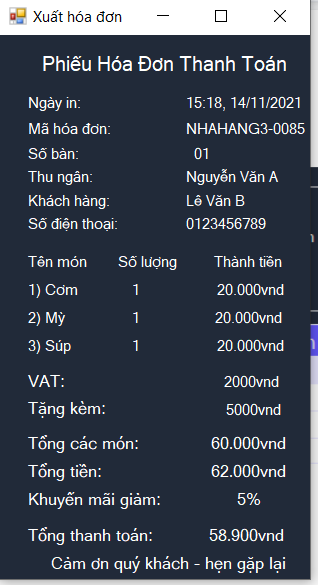 Xuất hóa đơn
Phiếu Hóa Đơn Thanh Toán
Ngày in: 15:18, 14/11/2021
Mã hóa đơn: NHAHANG3-0085
Số bàn: 01
Thu ngân: Nguyễn Văn A
Khách hàng: Lê Văn B
Số điện thoại: 0123456789
Tên món Số lượng Thành tiền
1) Cơm 1 20.000vnd
2) Mỳ 1 20.000vnd
3) Súp 1 20.000vnd
VAT: 2000vnd
Tặng kèm: 5000vnd
Tổng các món: 60.000vnd
Tổng tiền: 62.000vnd
Khuyến mãi giảm: 5%
Tổng thanh toán: 58.900vnd
Cảm ơn quý khách - hẹn gặp lại